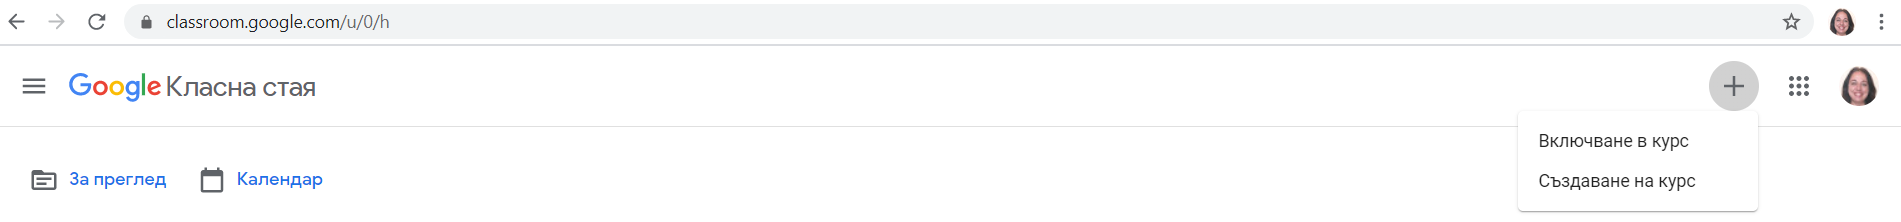 classroom.google.com/u/0/h
Google Класна стая
Включване в курс
Създаване на курс
За преглед
Календар